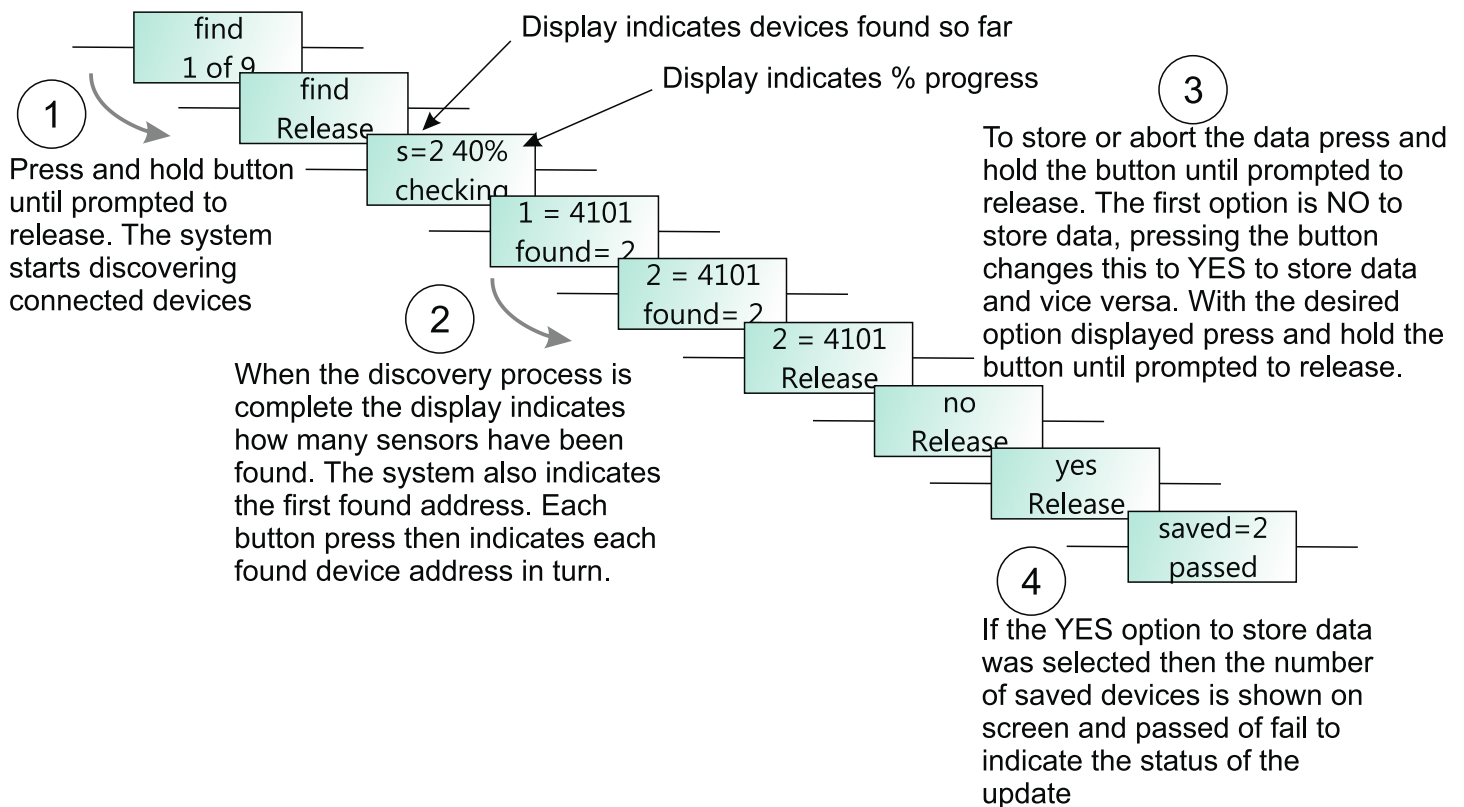 find
1 of 9
find
Release
Display indicates devices found so far
Display indicates % progress
s=2 40%
checking
1
Press and hold button
until prompted to
release. The system
starts discovering
connected devices
1 = 4101
found= 2
2 = 4101
found= 2
2 = 4101
Release
2
When the discovery process is
complete the display indicates
how many sensors have been
found. The system also indicates
the first found address. Each
button press then indicates each
found device address in turn.
3
To store or abort the data press and
hold the button until prompted to
release. The first option is NO to
store data, pressing the button
changes this to YES to store data
and vice versa. With the desired
option displayed press and hold the
button until prompted to release.
no
Release
yes
Release
saved=2
passed
4
If the YES option to store data
was selected then the number
of saved devices is shown on
screen and passed of fail to
indicate the status of the
update